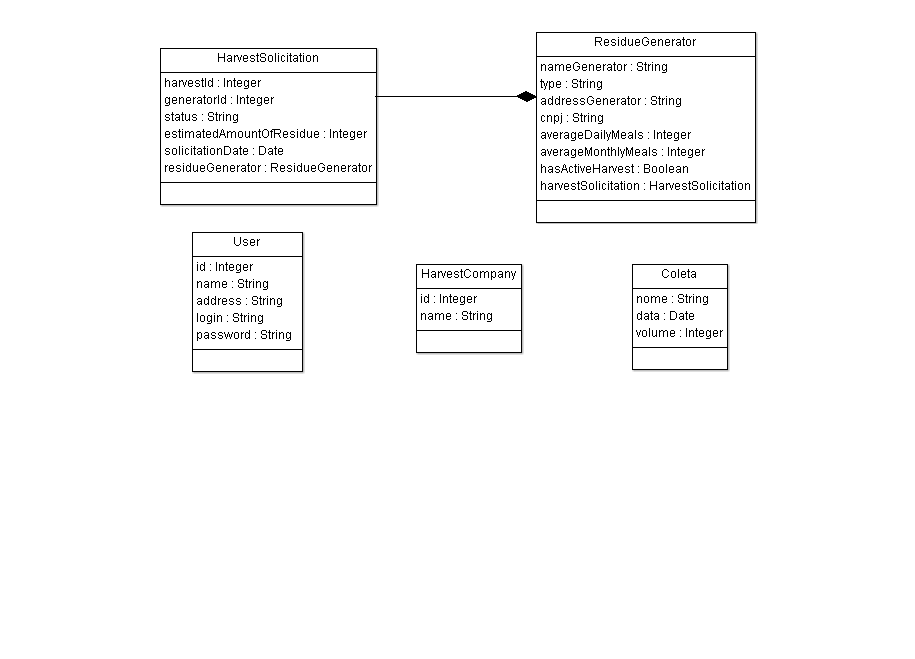 HarvestSolicitation
harvestId : Integer
generatorId : Integer
status : String
estimatedAmountOfResidue : Integer
solicitationDate : Date
residueGenerator : ResidueGenerator
ResidueGenerator
nameGenerator : String
type : String
addressGenerator : String
cnpj : String
averageDailyMeals : Integer
averageMonthlyMeals : Integer
hasActiveHarvest : Boolean
harvestSolicitation : HarvestSolicitation
User
id : Integer
name : String
address : String
login : String
password : String
HarvestCompany
id : Integer
name : String
Coleta
nome : String
data : Date
volume : Integer